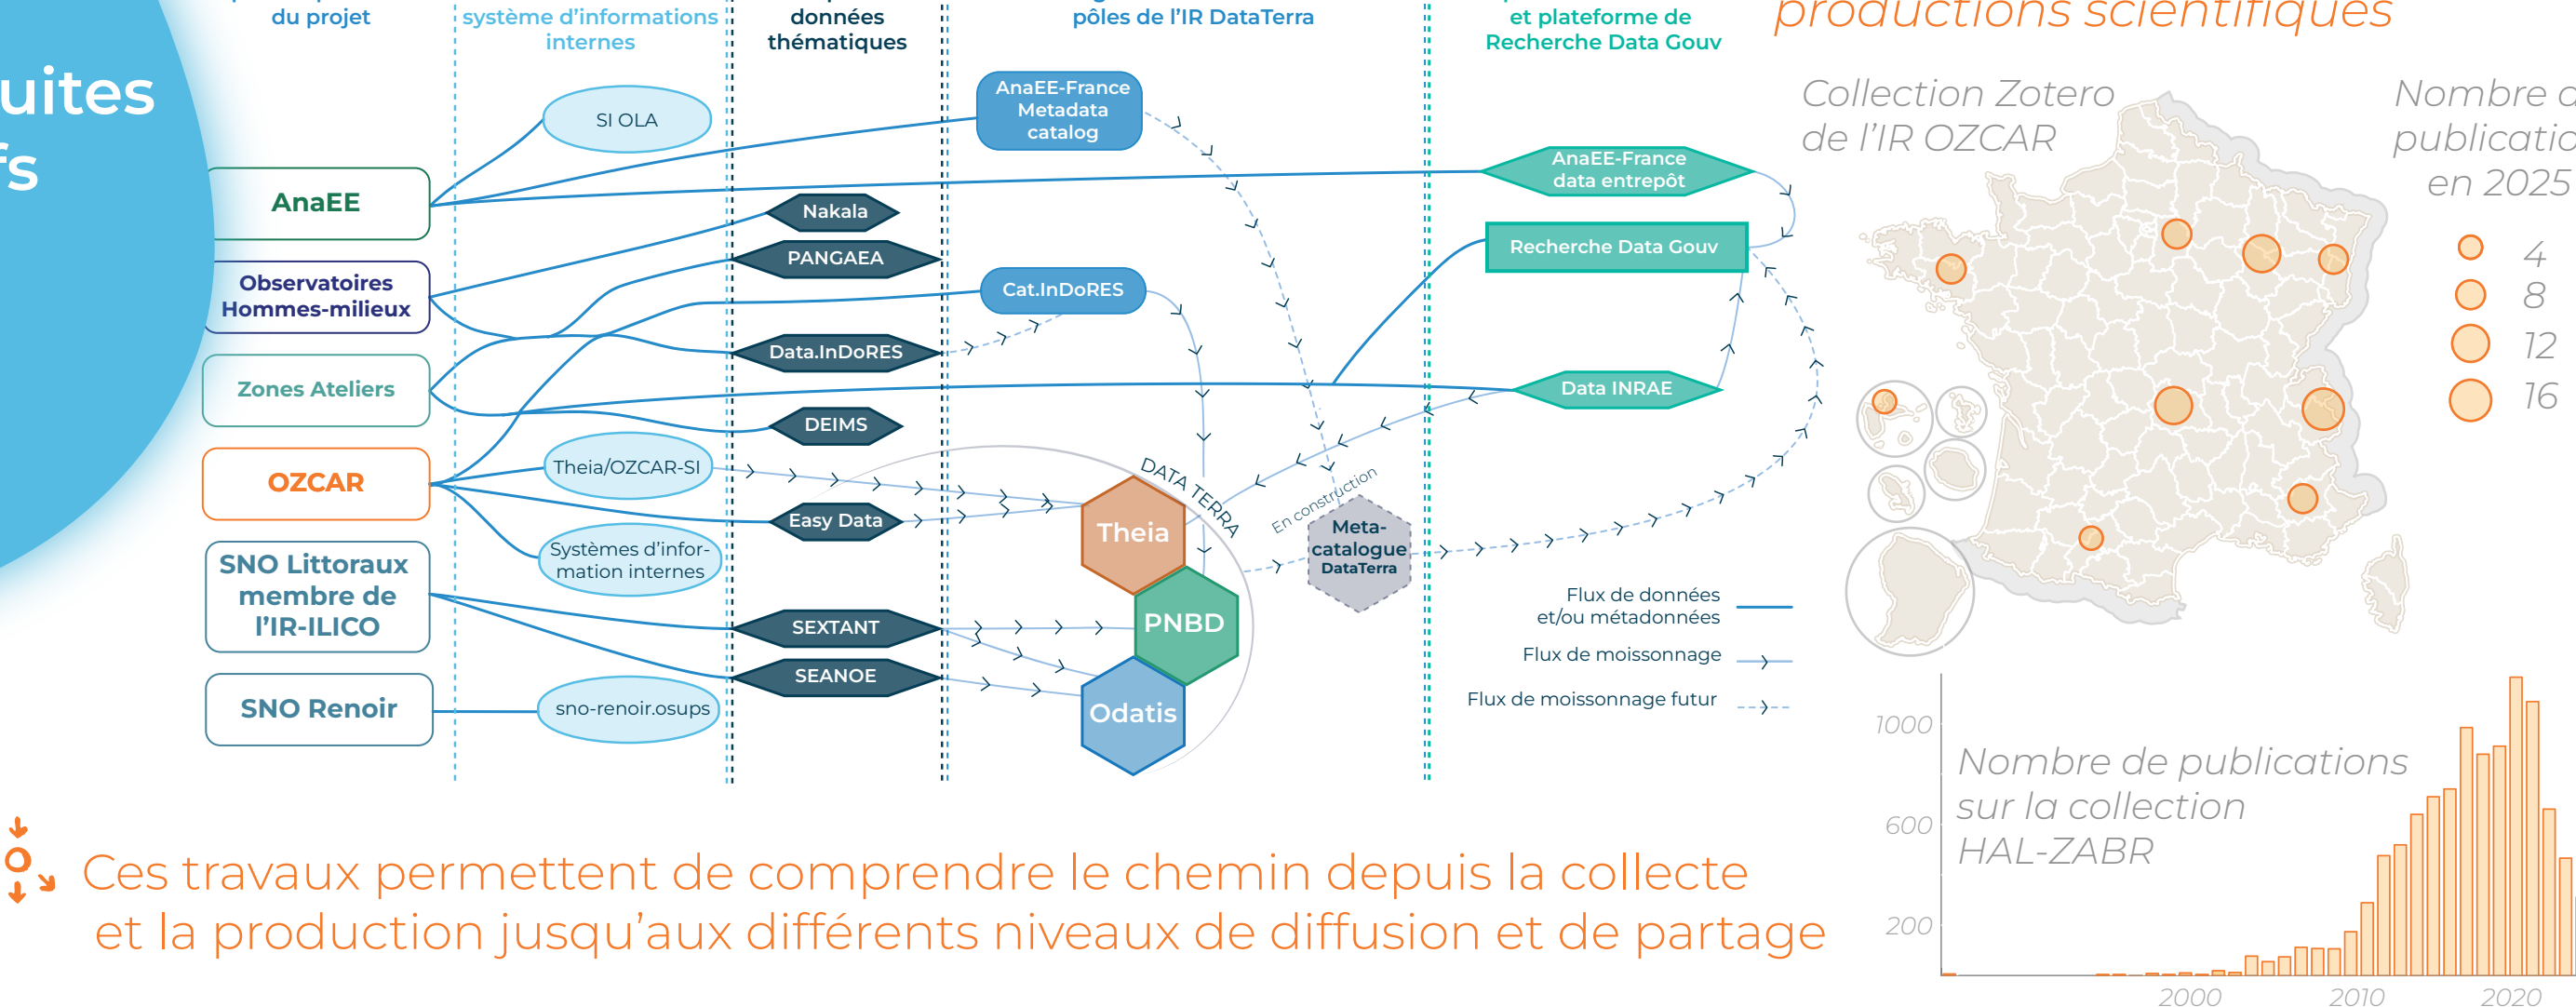 uites
fs
du projet
système d’informations
internes
données
thématiques
pôles de l’IR DataTerra
et plateforme de
Recherche Data Gouv
AnaEE
Observatoires
Hommes-milieux
Zones Ateliers
OZCAR
SNO Littoraux
membre de
l’IR-ILICO
SNO Renoir
SI OLA
Theia/OZCAR-SI
Systèmes d’infor-
mation internes
sno-renoir.osups
Nakala
PANGAEA
Data.InDoRES
DEIMS
Easy Data
SEXTANT
SEANOE
AnaEE-France
Metadata
catalog
Cat.InDoRES
DATA TERRA
Theia
PNBD
Odatis
En construction
Meta-
catalogue
DataTerra
AnaEE-France
data entrepôt
Recherche Data Gouv
Data INRAE
Flux de données
et/ou métadonnées
Flux de moissonnage
Flux de moissonnage futur
Ces travaux permettent de comprendre le chemin depuis la collecte
et la production jusqu’aux différents niveaux de diffusion et de partage
productions scientifiques
Collection Zotero
de l’IR OZCAR
Nombre d
publicatio
en 2025
4
8
12
16
Nombre de publications
sur la collection
HAL-ZABR
1000
600
200
2000
2010
2020